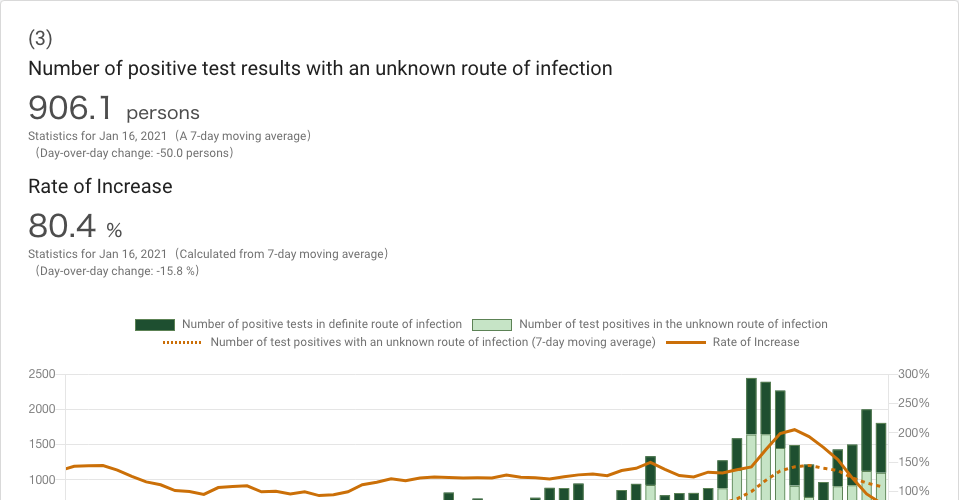 (3)
Number of positive test results with an unknown route of infection
906.1 persons
Statistics for Jan 16, 2021（A 7-day moving average）
（Day-over-day change: -50.0 persons）
Rate of Increase
80.4 %
Statistics for Jan 16, 2021（Calculated from 7-day moving average）
（Day-over-day change: -15.8 %）
Number of positive tests in definite route of infection Number of test positives in the unknown route of infection
Number of test positives with an unknown route of infection (7-day moving average) Rate of Increase
2500 300%
250%
2000
200%
1500
150%
1000
100%